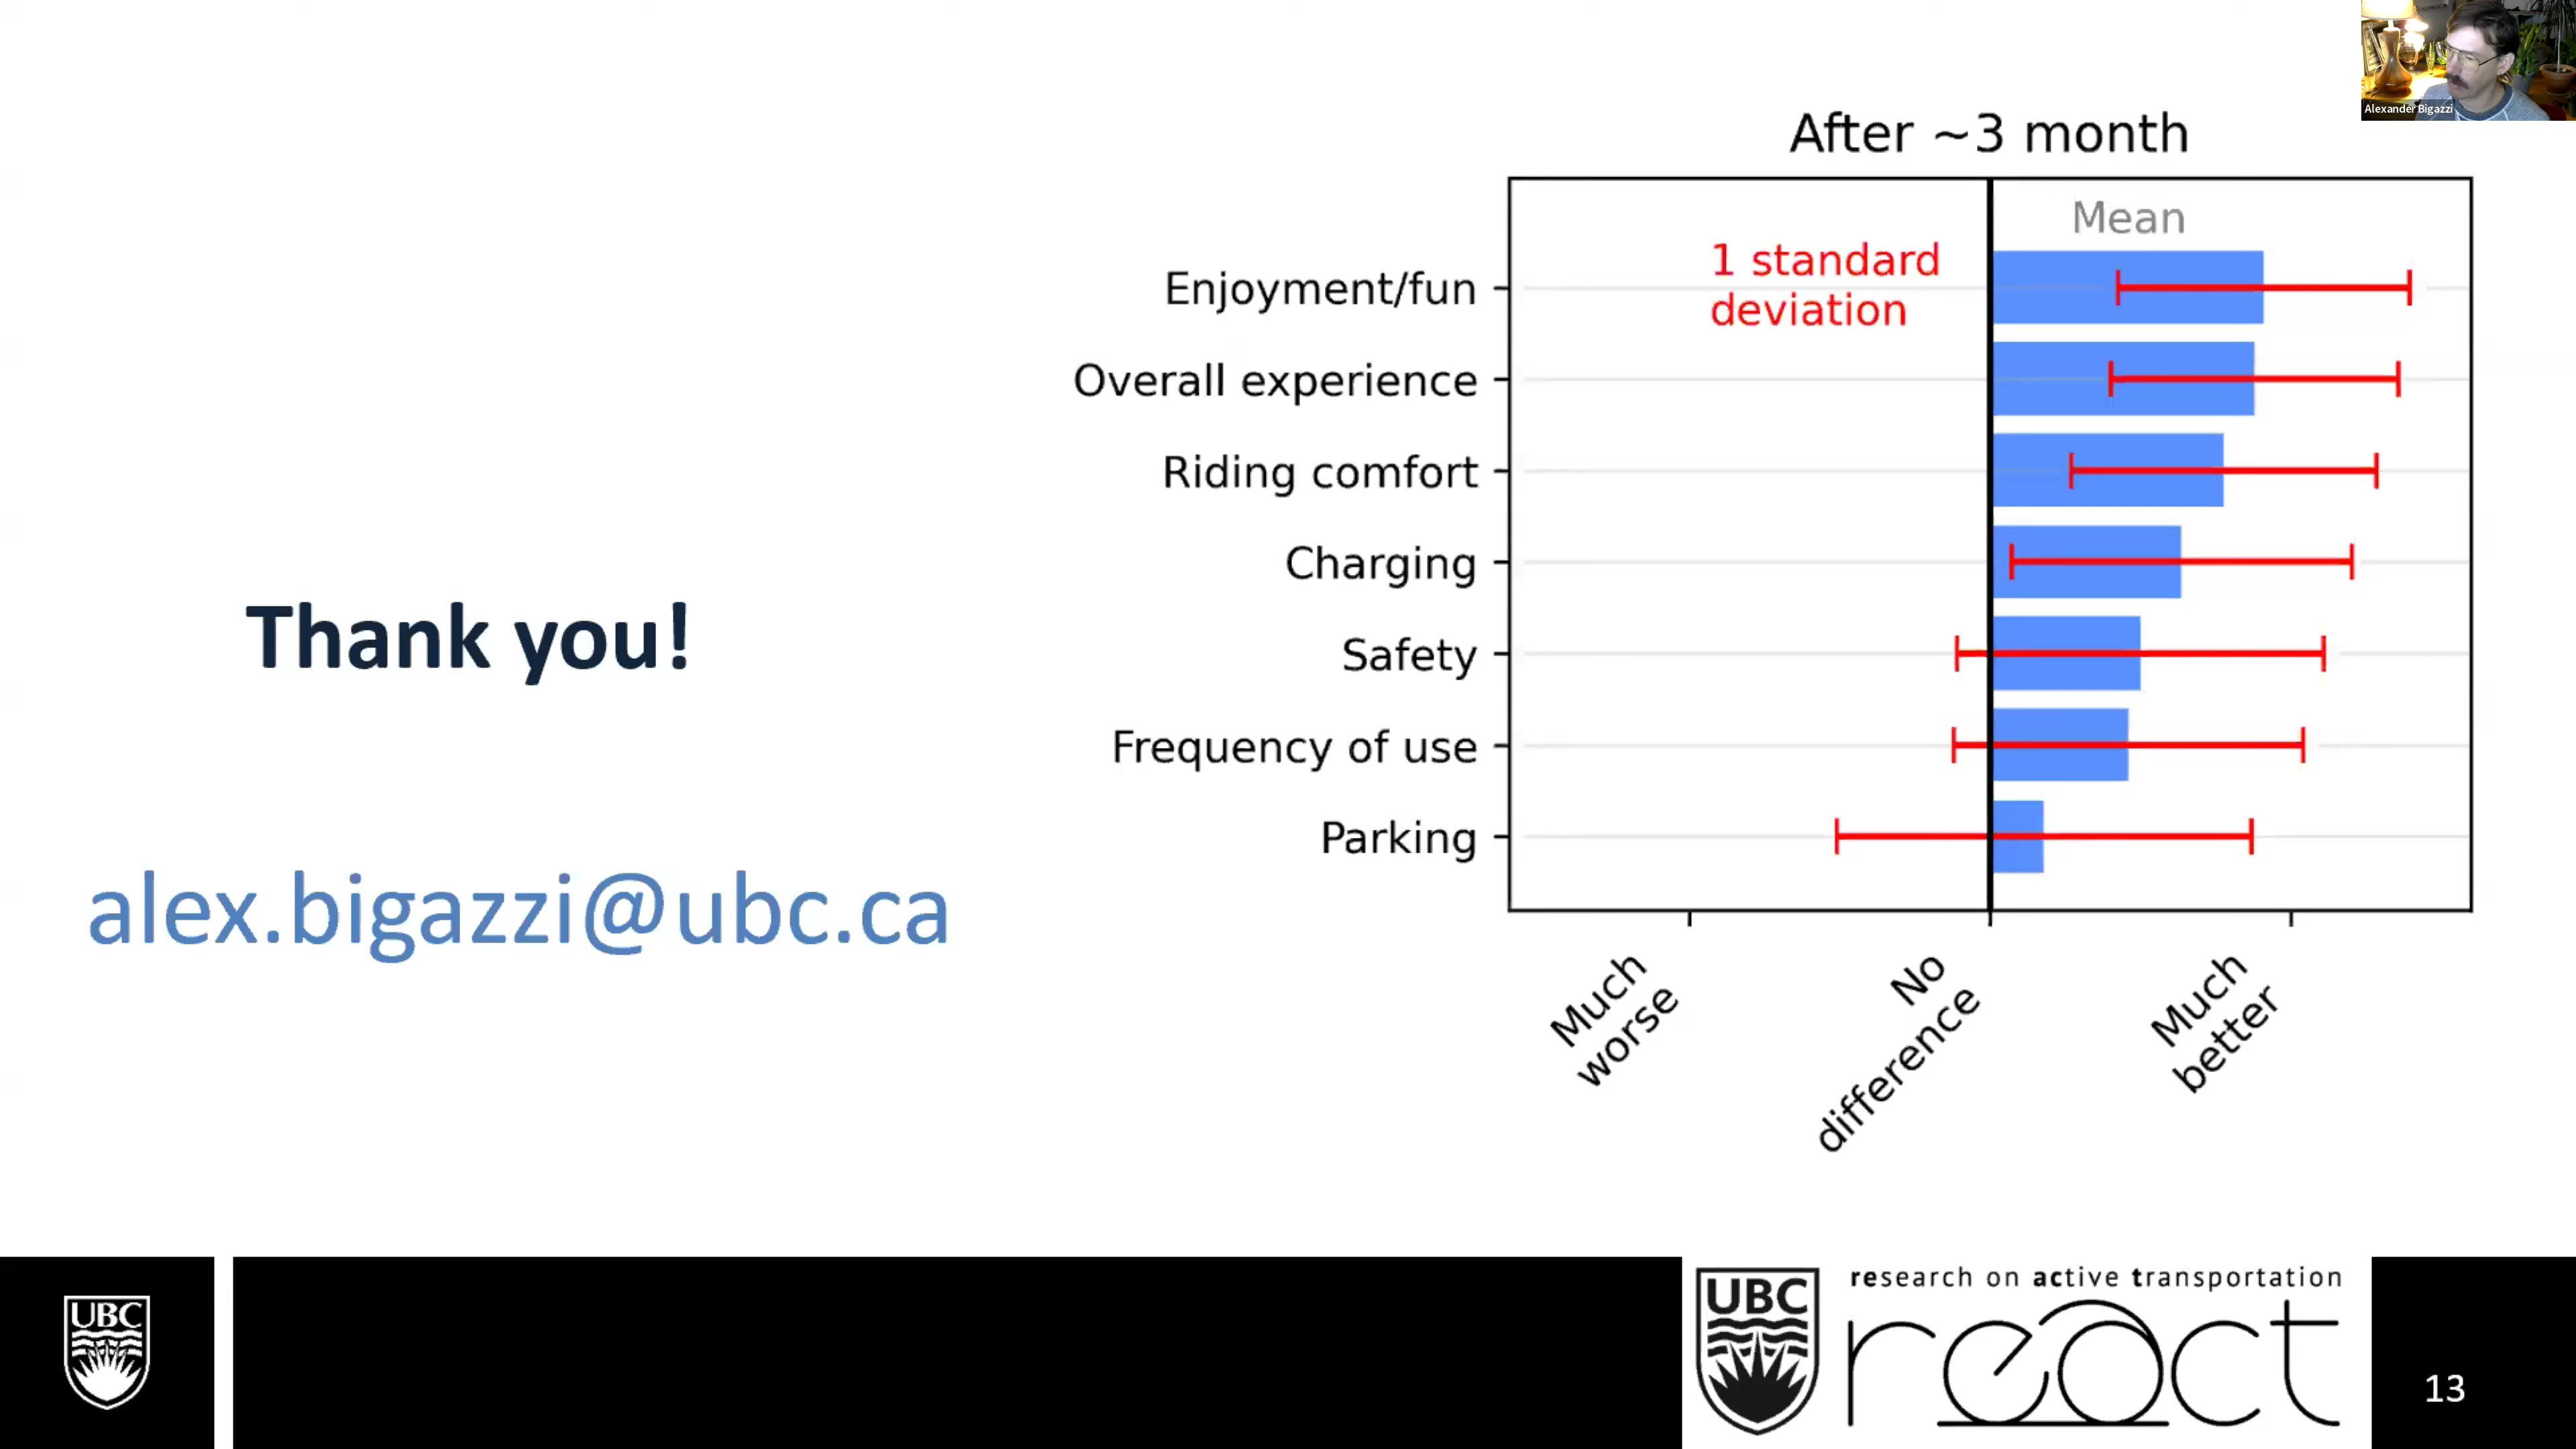 Alexander Bigazzi
After ~3 month
Mean
1 standard
deviation
Enjoyment/fun
Overall experience
Riding comfort
Charging
Safety
Frequency of use
Parking
Much
worse
No
difference
Much
better
Thank you!
alex.bigazzi@ubc.ca
UBC
UBC
research on active transportation
react
13